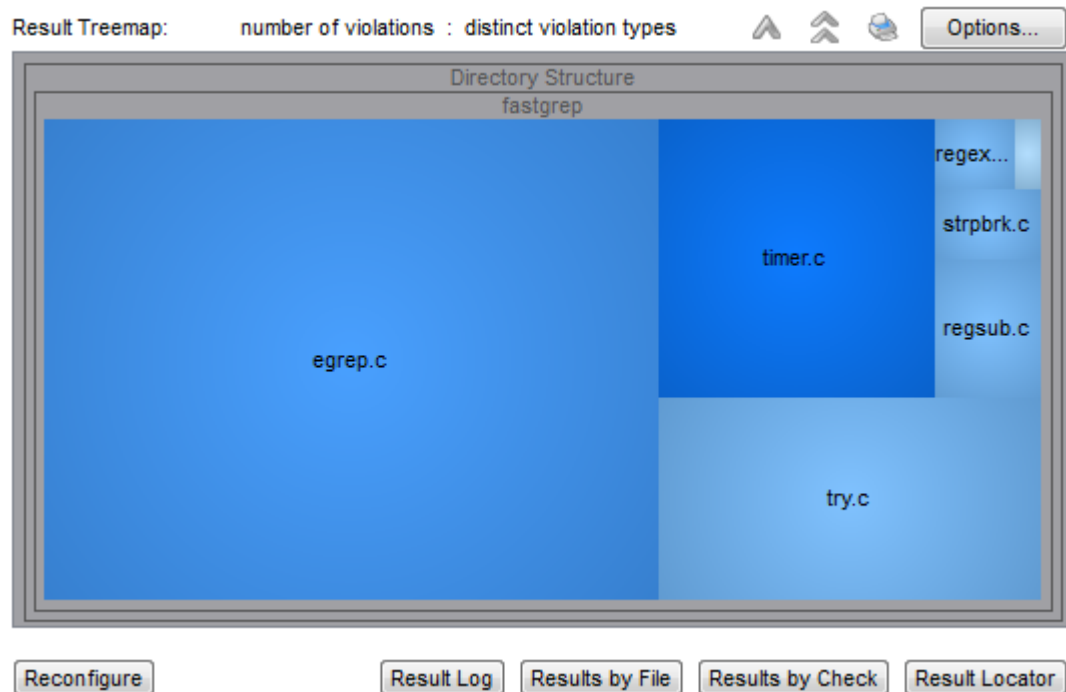 Result Treemap: number of violations : distinct violation types Options...
Directory Structure
fastgrep
regex...
strpbrk.c
timer.c
regsub.c
egrep.c
try.c
Reconfigure Result Log Results by File Results by Check Result Locator